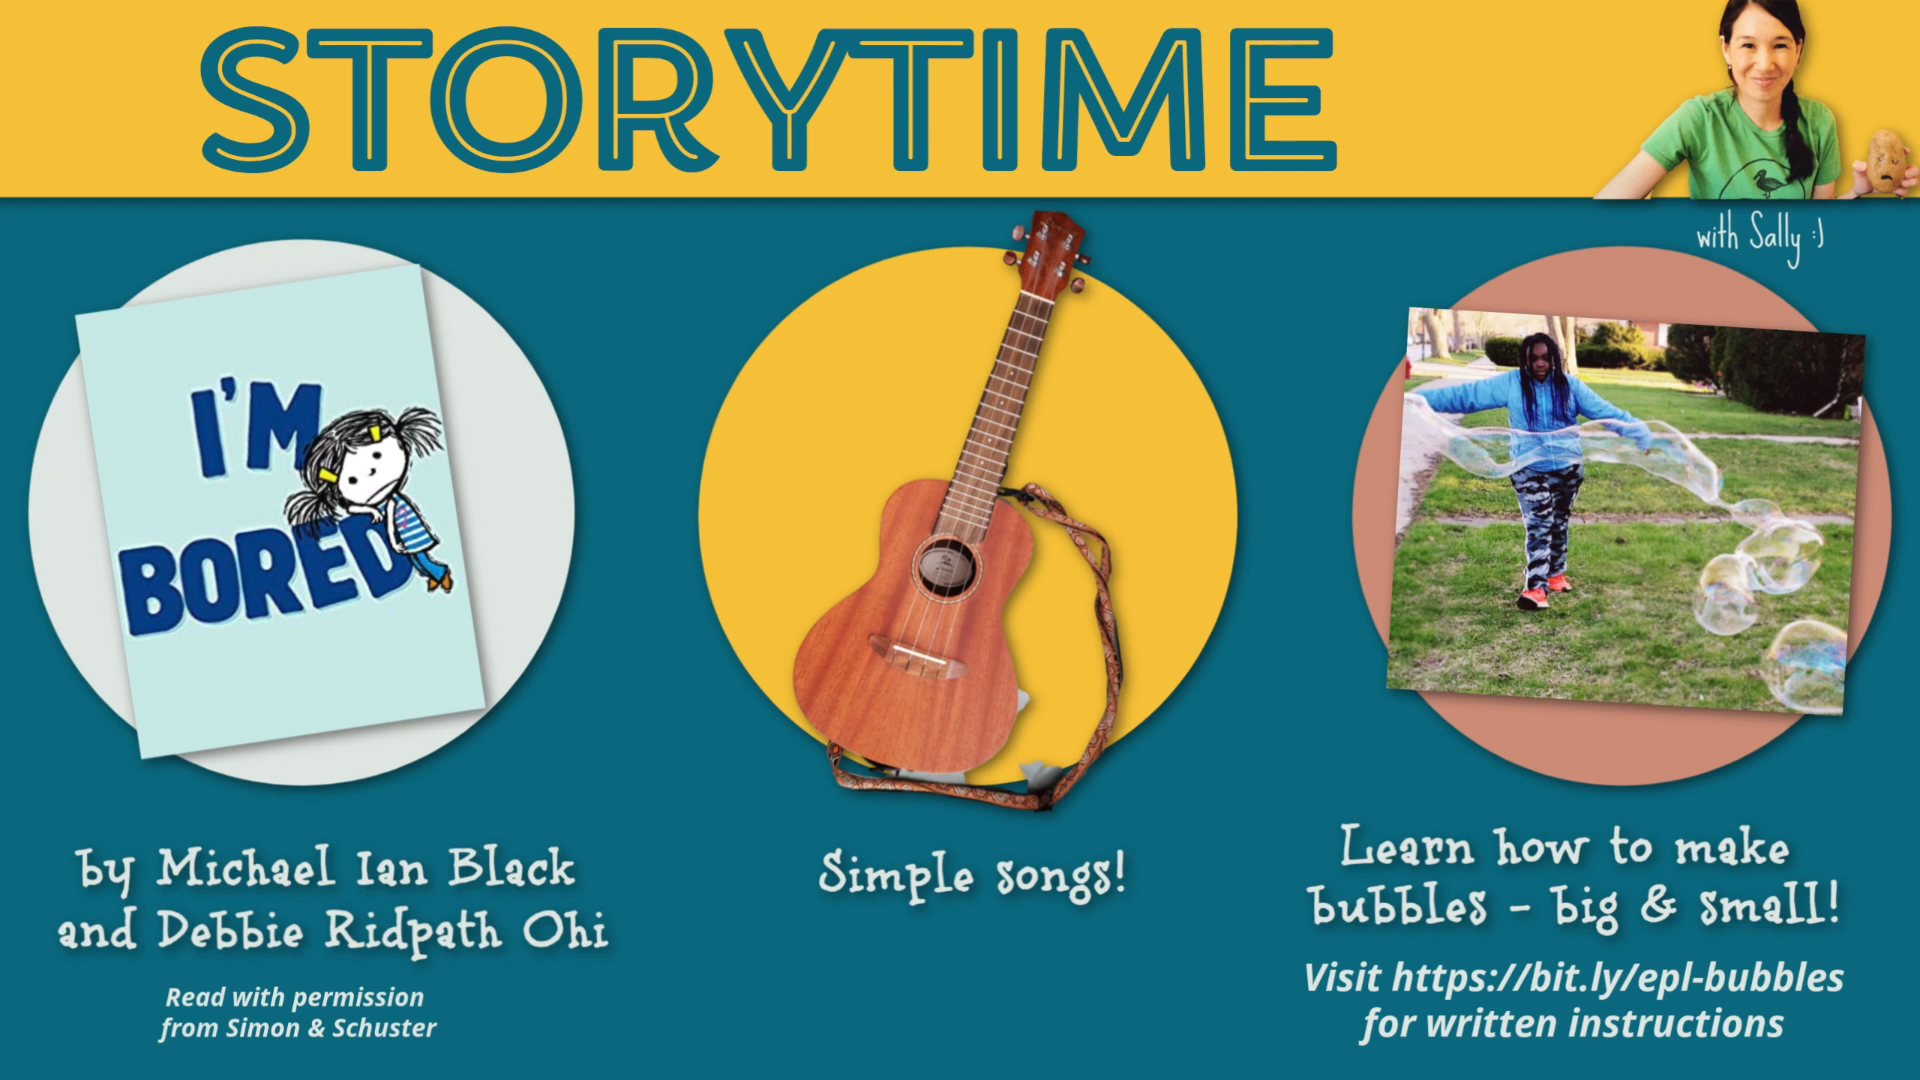 STORYTIME
with Sally :)
I'M
BORED
by Michael Ian Black
and Debbie Ridpath Ohi
Read with permission
from Simon & Schuster
Simple songs!
Learn how to make
bubbles - big & small!
Visit https://bit.ly/epl-bubbles
for written instructions